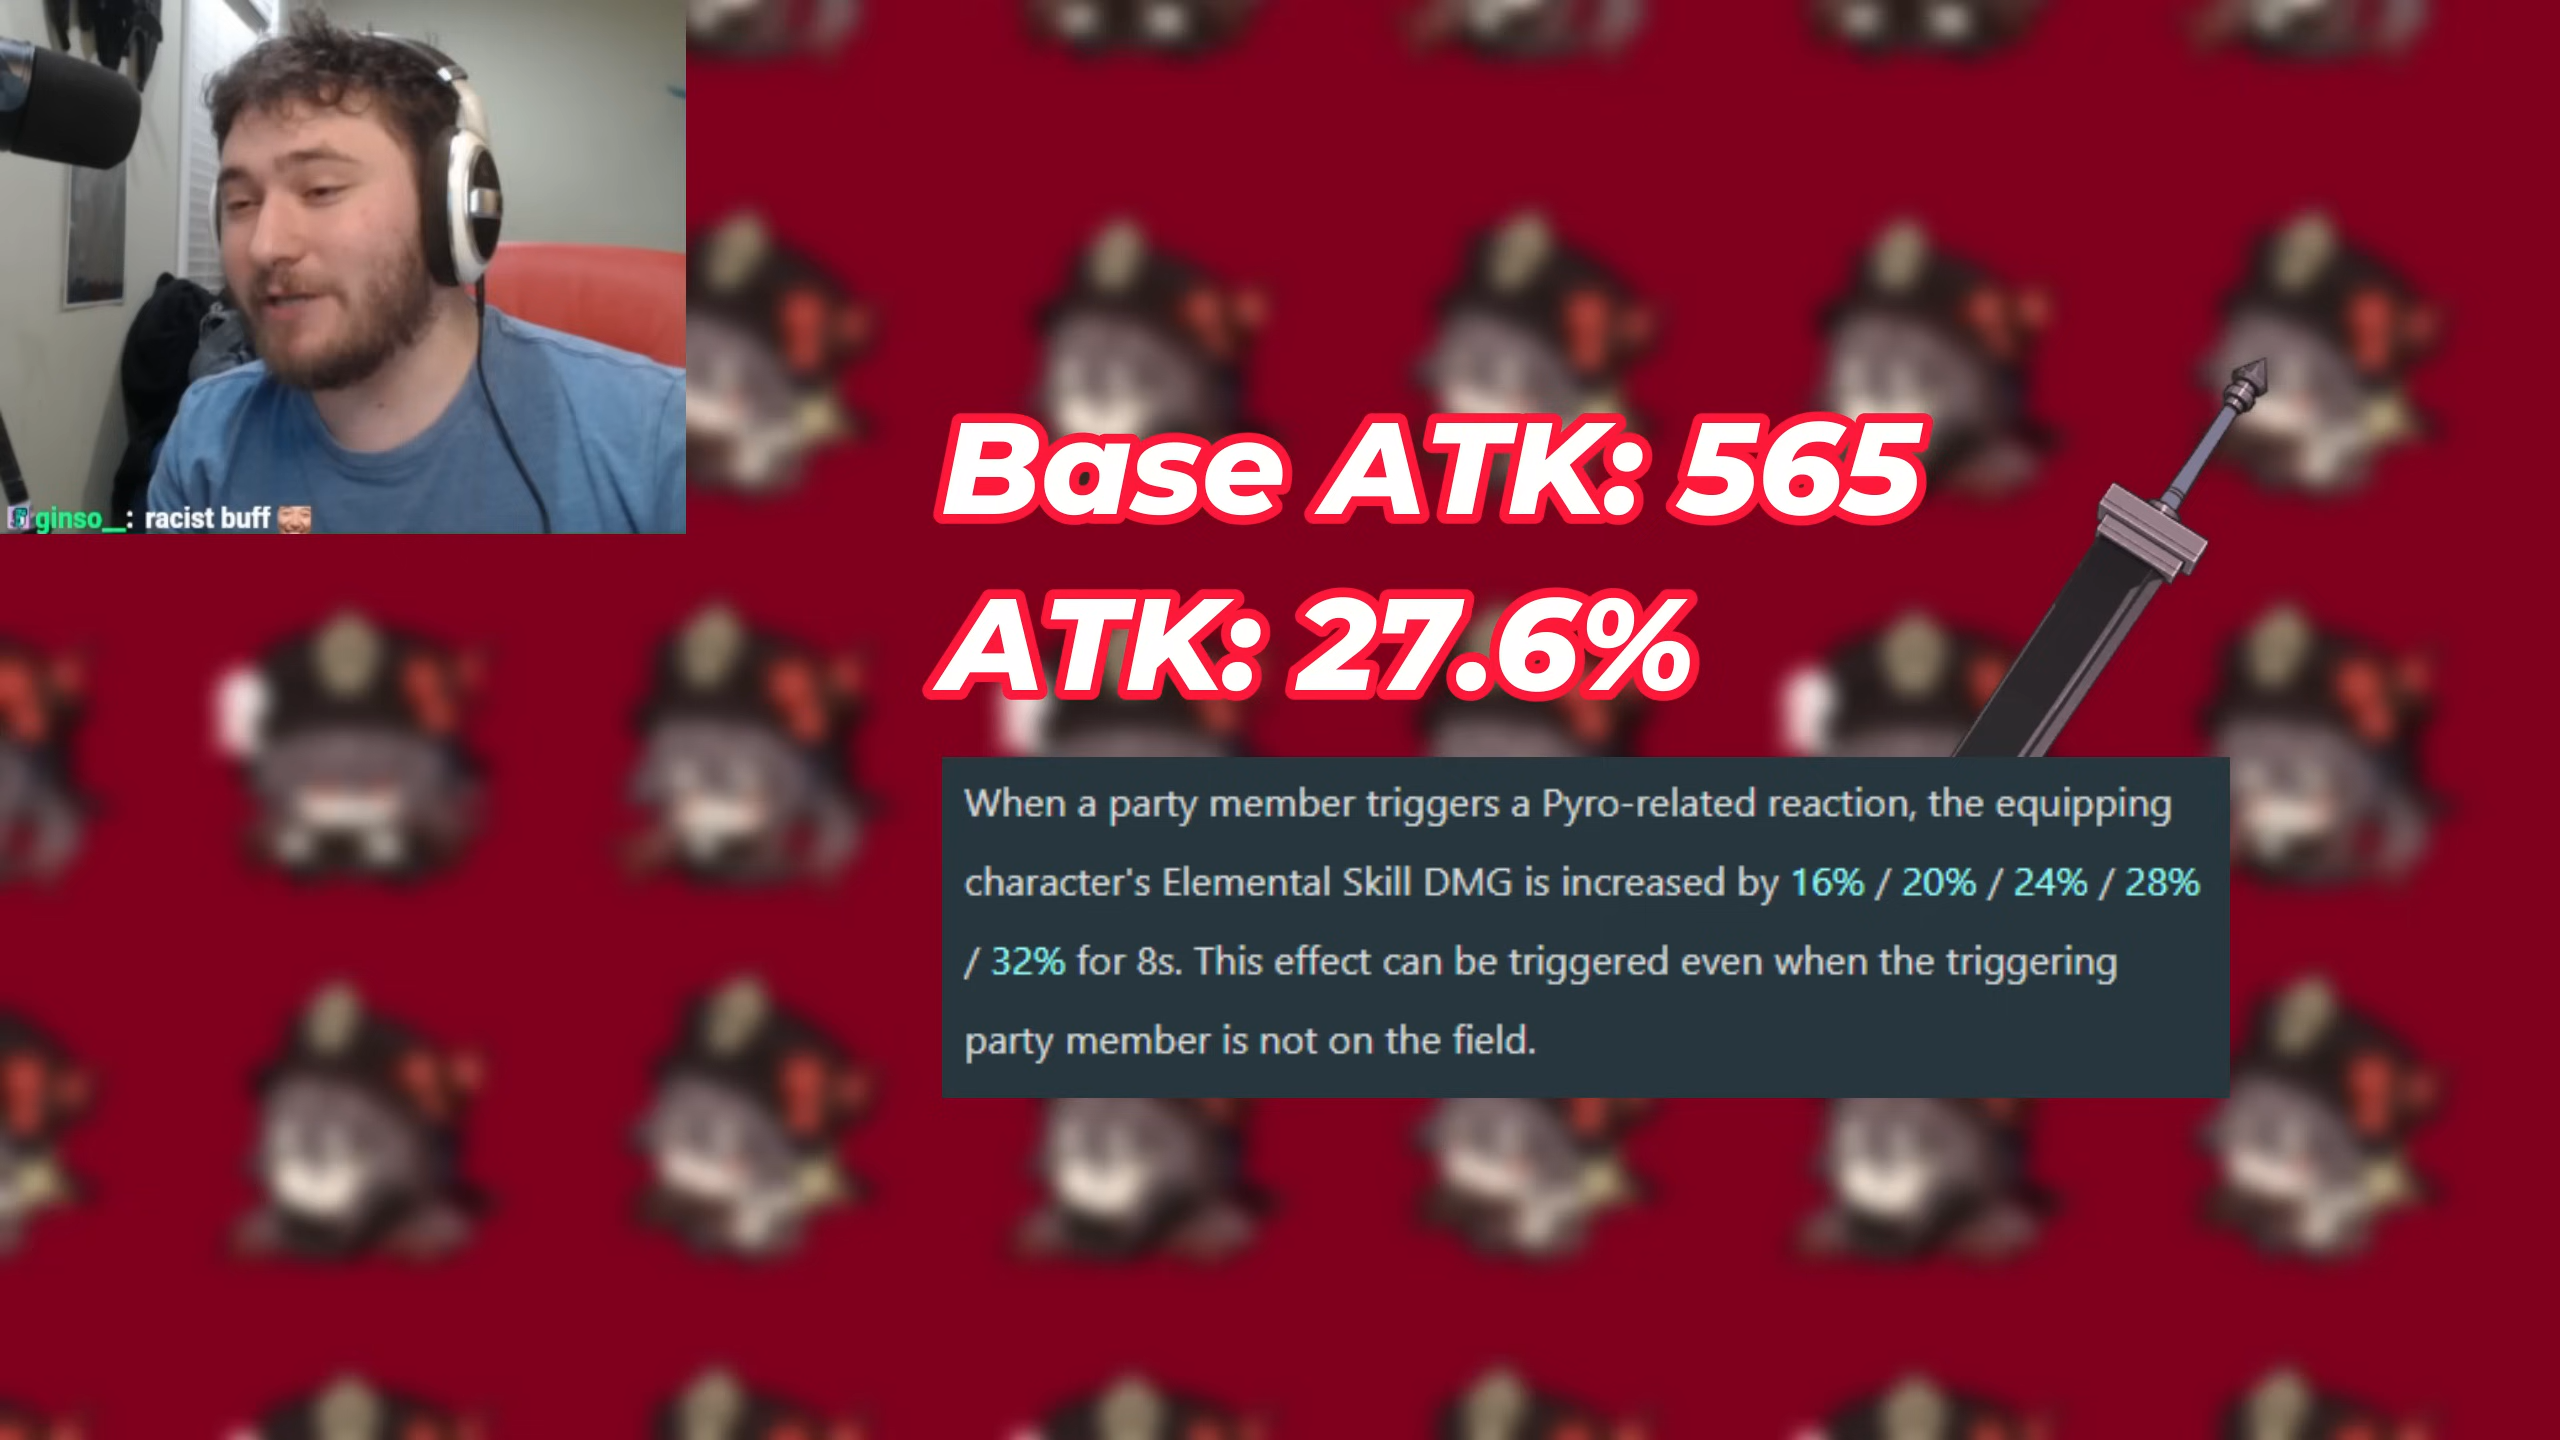 ginso__: racist buff
Base ATK: 565
ATK: 27.6%
When a party member triggers a Pyro-related reaction, the equipping
character's Elemental Skill DMG is increased by 16% / 20% / 24% / 28%
/ 32% for 8s. This effect can be triggered even when the triggering
party member is not on the field.